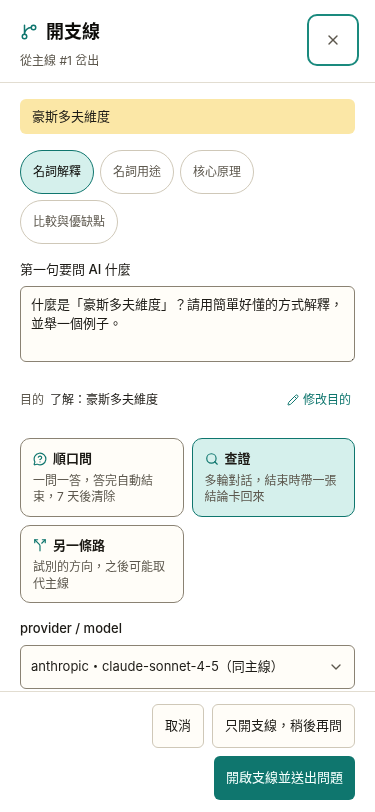 開支線
從主線 #1 岔出
豪斯多夫維度
名詞解釋
名詞用途
核心原理
比較與優缺點
第一句要問 AI 什麼
什麼是「豪斯多夫維度」？請用簡單好懂的方式解釋，
並舉一個例子。
目的 了解：豪斯多夫維度
修改目的
順口問
一問一答，答完自動結
束，7 天後清除
查證
多輪對話，結束時帶一張
結論卡回來
另一條路
試別的方向，之後可能取
代主線
provider / model
anthropic・claude-sonnet-4-5（同主線）
取消
只開支線，稍後再問
開啟支線並送出問題